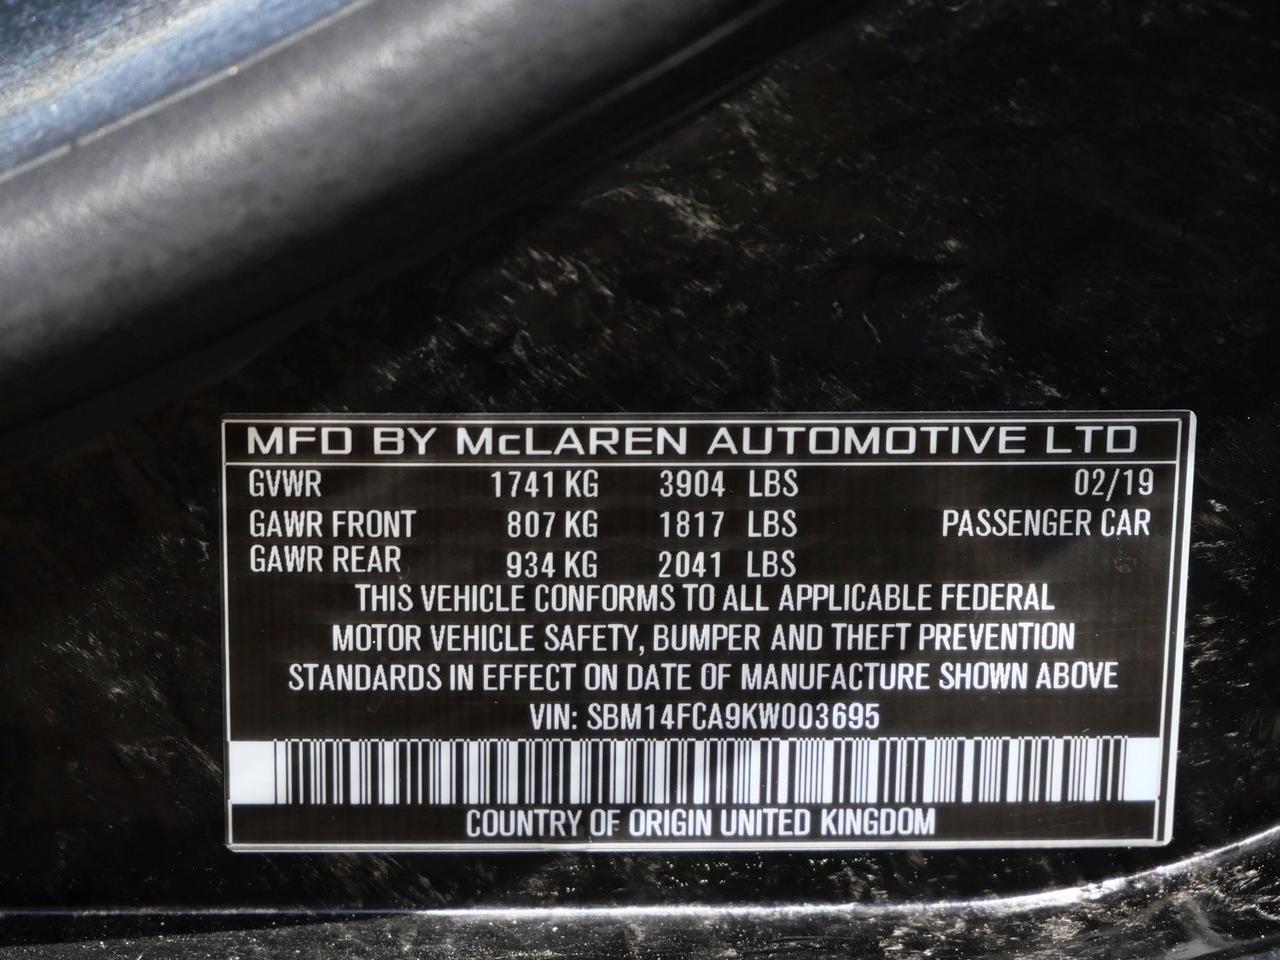 MFD BY McLAREN AUTOMOTIVE LTD
GVWR 1741 KG 3904 LBS 02/19
GAWR FRONT 807 KG 1817 LBS PASSENGER CAR
GAWR REAR 934 KG 2041 LBS
THIS VEHICLE CONFORMS TO ALL APPLICABLE FEDERAL
MOTOR VEHICLE SAFETY, BUMPER AND THEFT PREVENTION
STANDARDS IN EFFECT ON DATE OF MANUFACTURE SHOWN ABOVE
VIN: SBM14FCA9KW003695
COUNTRY OF ORIGIN UNITED KINGDOM